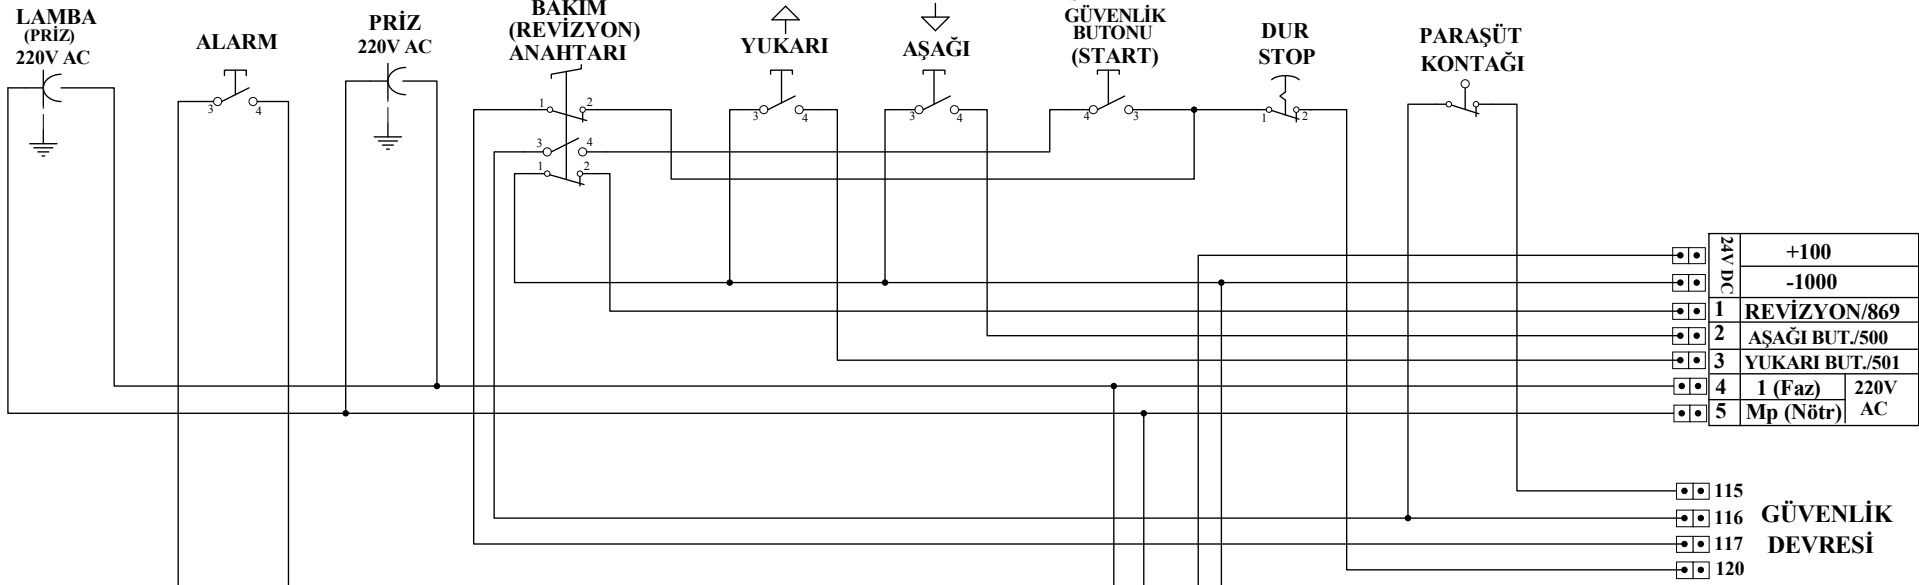 LAMBA
(PRİZ)
220V AC
ALARM
PRİZ
220V AC
BAKIM
(REVİZYON)
ANAHTARI
YUKARI
AŞAĞI
GÜVENLİK
BUTONU
(START)
DUR
STOP
PARAŞÜT
KONTAĞI
3 4
1 2
3 4
1 2
3 4
3 4
4 3
1 2
24V DC
+100
-1000
1 REVİZYON/869
2 AŞAĞI BUT./500
3 YUKARI BUT./501
4 1 (Faz)
5 Mp (Nötr)
220V
AC
115
116
117
120
GÜVENLİK
DEVRESİ